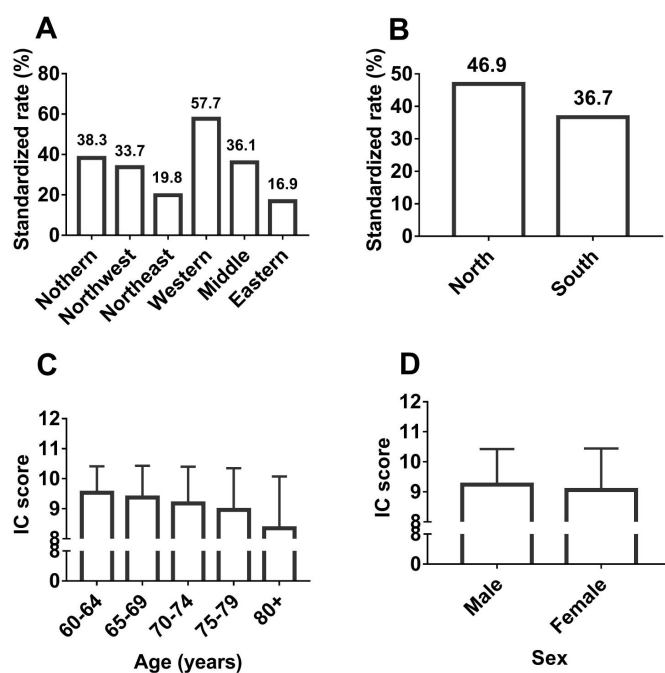 A
Standardized rate (%)
80
60
40
20
0
38.3
33.7
19.8
57.7
36.1
16.9
Nothern
Northwest
Northeast
Western
Middle
Eastern
B
Standardized rate (%)
50
40
30
20
10
0
46.9
36.7
North
South
C
IC score
12
11
10
9
8
8
0
60-64
65-69
70-74
75-79
80+
Age (years)
D
IC score
12
11
10
9
8
8
0
Male
Female
Sex